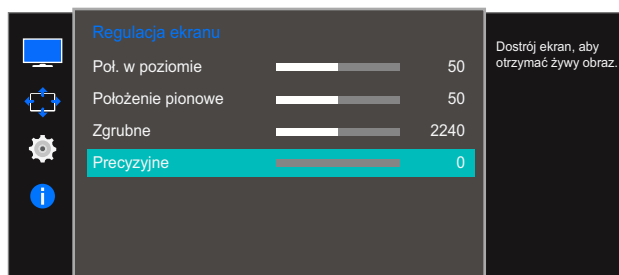 Regulacja ekranu
Poł. w poziomie 50
Położenie pionowe 50
Zgrubne 2240
Precyzyjne 0
Dostrój ekran, aby
otrzymać żywy obraz.